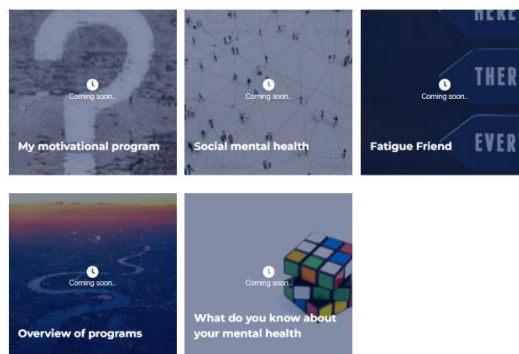 Coming soon..
My motivational program
Coming soon..
Social mental health
HERE
THER
EVER
Coming soon..
Fatigue Friend
Coming soon..
Overview of programs
Coming soon..
What do you know about
your mental health